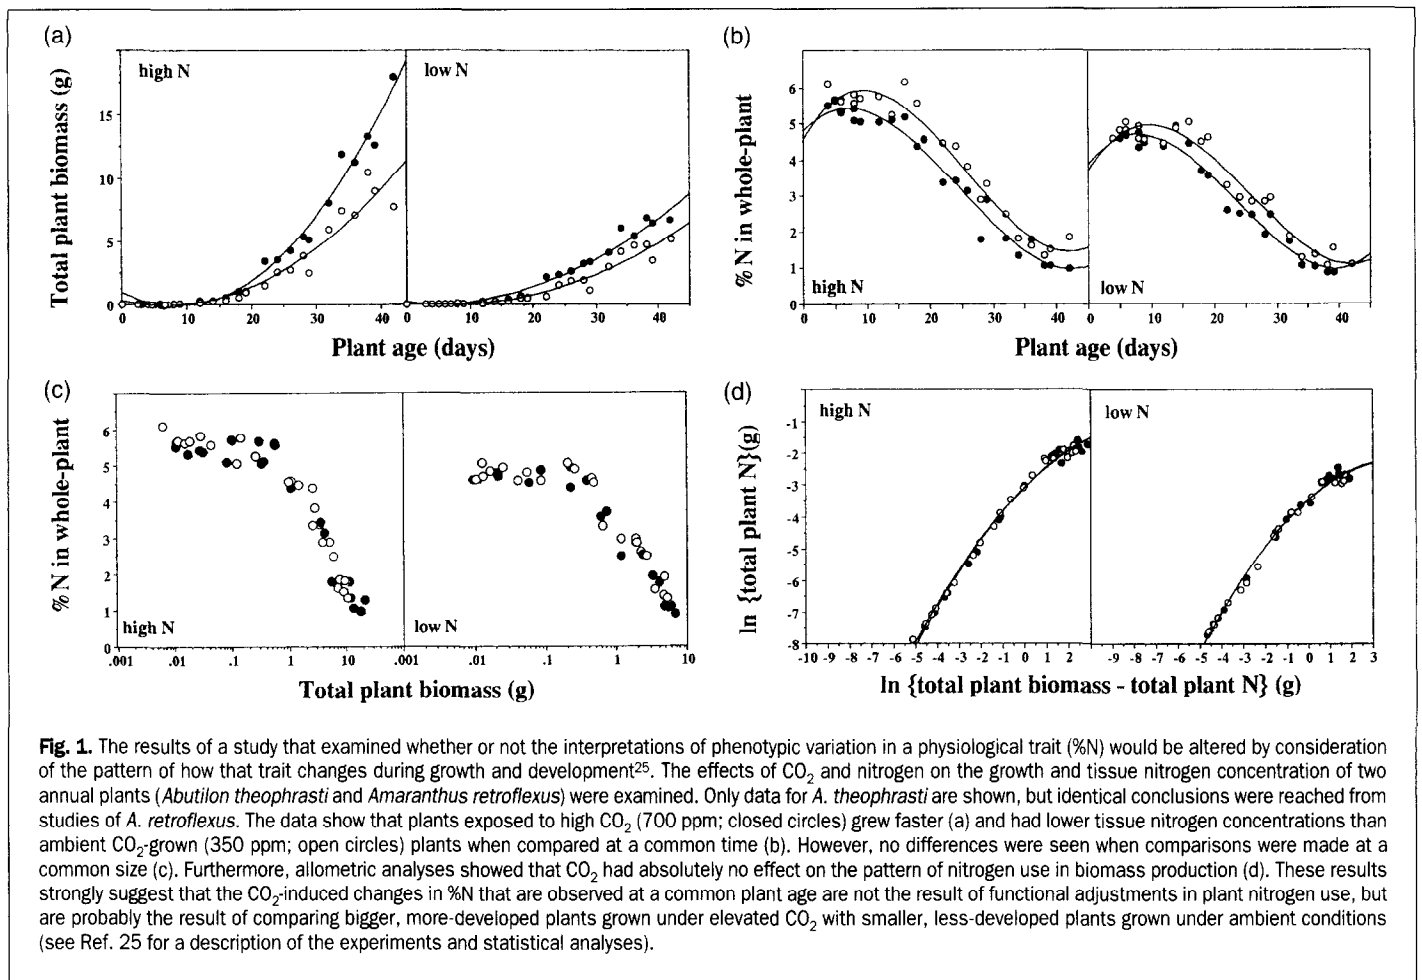 (a)
Total plant biomass (g)
high N
low N
15
10
5
0
0 10 20 30 40
0 10 20 30 40
Plant age (days)
(b)
% N in whole-plant
6
5
4
3
2
1
0
high N
low N
0 10 20 30 40
0 10 20 30 40
Plant age (days)
(c)
% N in whole-plant
6
5
4
3
2
1
0
high N
low N
.001 .01 .1 1 10
.001 .01 .1 1 10
Total plant biomass (g)
(d)
ln {total plant N}(g)
high N
low N
-1
-2
-3
-4
-5
-6
-7
-8
-10 -9 -8 -7 -6 -5 -4 -3 -2 -1 0 1 2
-9 -8 -7 -6 -5 -4 -3 -2 -1 0 1 2 3
ln {total plant biomass - total plant N} (g)
Fig. 1. The results of a study that examined whether or not the interpretations of phenotypic variation in a physiological trait (%N) would be altered by consideration
of the pattern of how that trait changes during growth and development25. The effects of CO2 and nitrogen on the growth and tissue nitrogen concentration of two
annual plants (Abutilon theophrasti and Amaranthus retroflexus) were examined. Only data for A. theophrasti are shown, but identical conclusions were reached from
studies of A. retroflexus. The data show that plants exposed to high CO2 (700 ppm; closed circles) grew faster (a) and had lower tissue nitrogen concentrations than
ambient CO2-grown (350 ppm; open circles) plants when compared at a common time (b). However, no differences were seen when comparisons were made at a
common size (c). Furthermore, allometric analyses showed that CO2 had absolutely no effect on the pattern of nitrogen use in biomass production (d). These results
strongly suggest that the CO2-induced changes in %N that are observed at a common plant age are not the result of functional adjustments in plant nitrogen use, but
are probably the result of comparing bigger, more-developed plants grown under elevated CO2 with smaller, less-developed plants grown under ambient conditions
(see Ref. 25 for a description of the experiments and statistical analyses).